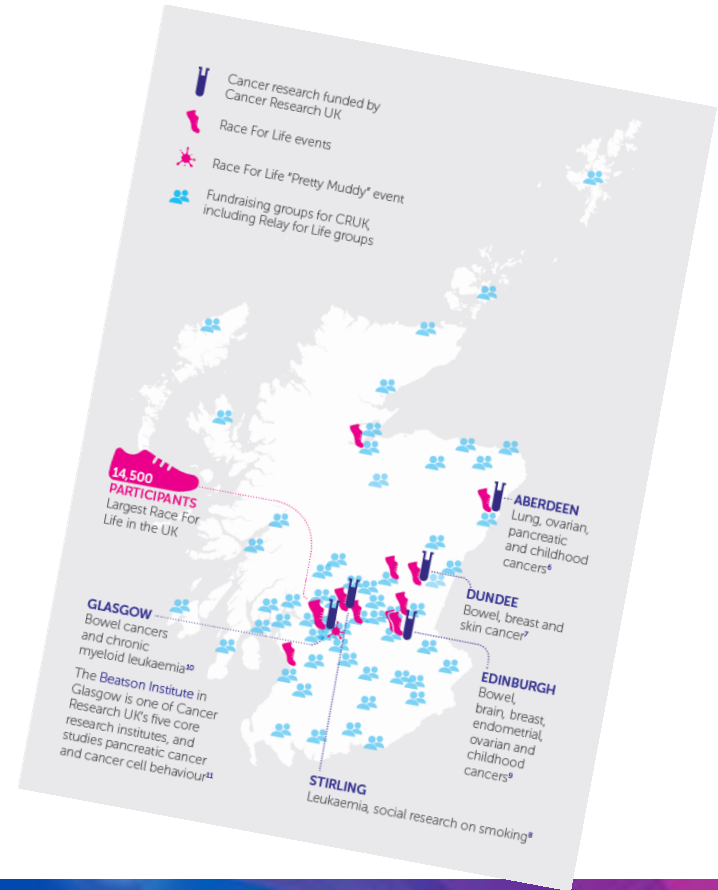 Cancer research funded by
Cancer Research UK
Race For Life events
Race For Life "Pretty Muddy" event
Fundraising groups for CRUK,
including Relay for Life groups
14,500
PARTICIPANTS
Largest Race For
Life in the UK
ABERDEEN
Lung, ovarian,
pancreatic
and childhood
cancers⁶
DUNDEE
Bowel, breast and
skin cancer⁷
GLASGOW
Bowel cancers
and chronic
myeloid leukaemia¹⁰
The Beatson Institute in
Glasgow is one of Cancer
Research UK's five core
research institutes, and
studies pancreatic cancer
and cancer cell behaviour¹¹
EDINBURGH
Bowel,
brain, breast,
endometrial,
ovarian and
childhood
cancers⁹
STIRLING
Leukaemia, social research on smoking⁸